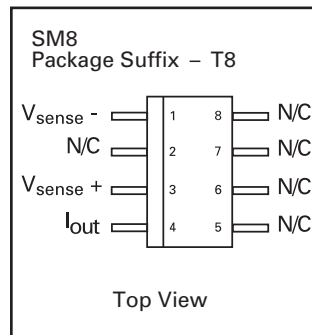 SM8
Package Suffix – T8
Vsense - 1 8 N/C
N/C 2 7 N/C
Vsense + 3 6 N/C
Iout 4 5 N/C
Top View